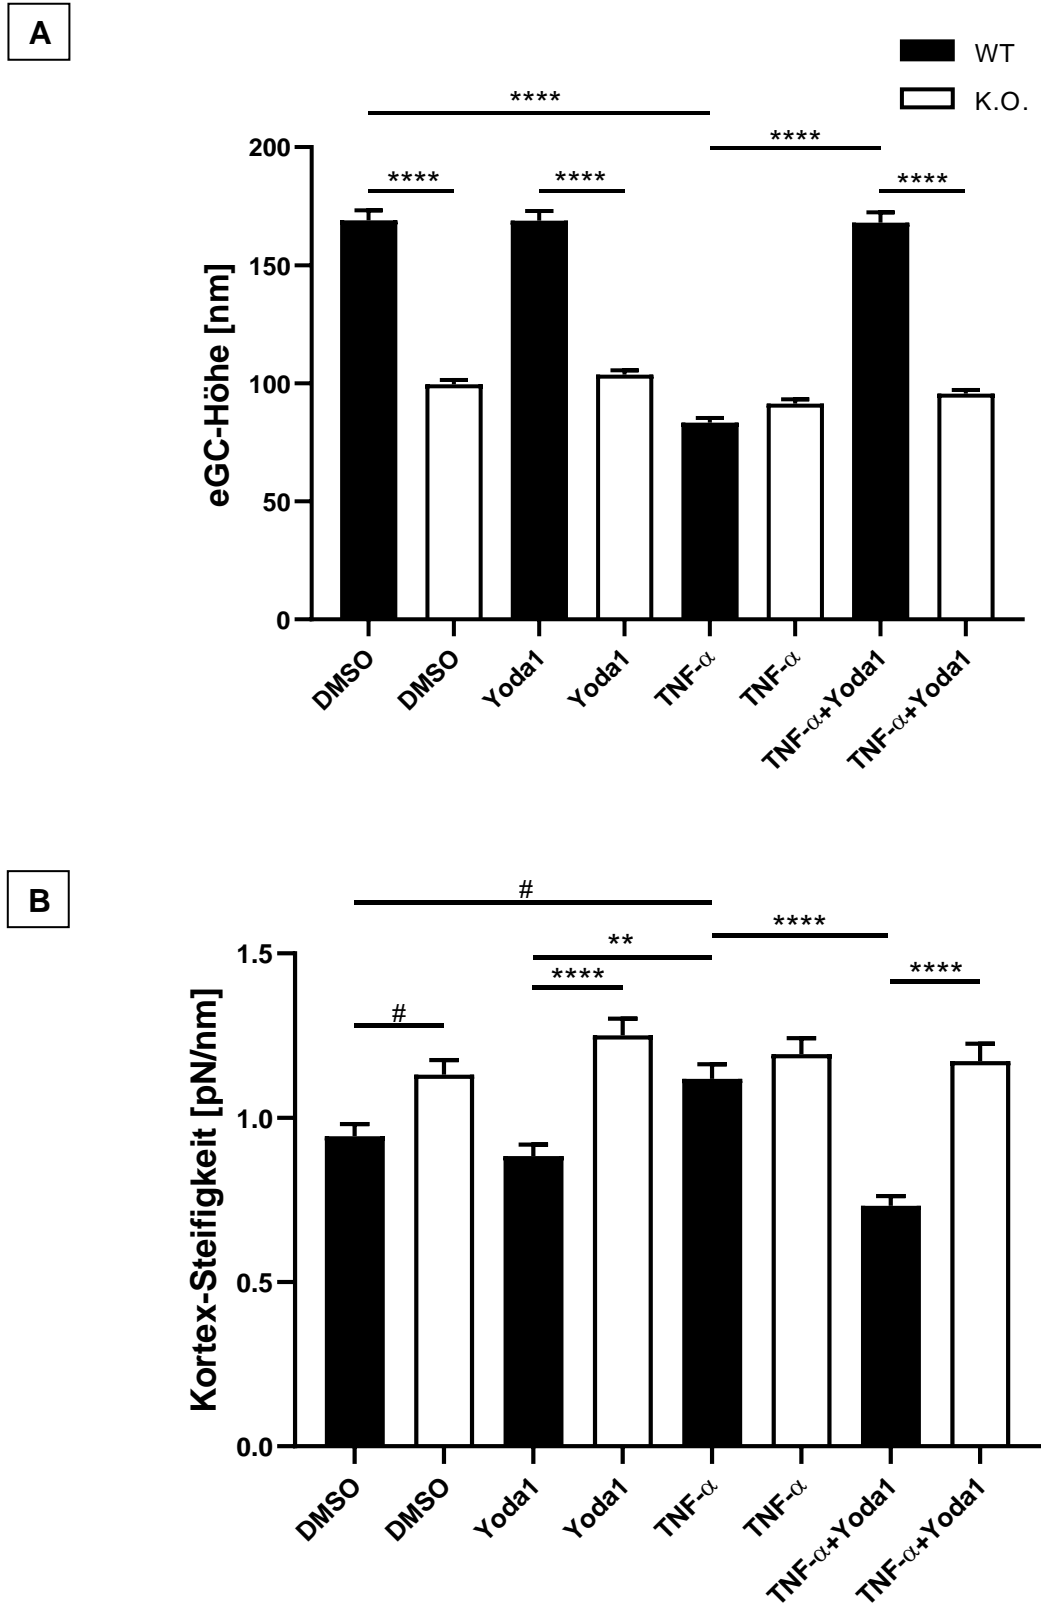 A
WT
K.O.
****
****
****
****
****
200
150
100
50
0
eGC-Höhe [nm]
DMSO
DMSO
Yoda1
Yoda1
TNF-α
TNF-α
TNF-α+Yoda1
TNF-α+Yoda1
B
#
****
**
****
****
#
1.5
1.0
0.5
0.0
Kortex-Steifigkeit [pN/nm]
DMSO
DMSO
Yoda1
Yoda1
TNF-α
TNF-α
TNF-α+Yoda1
TNF-α+Yoda1